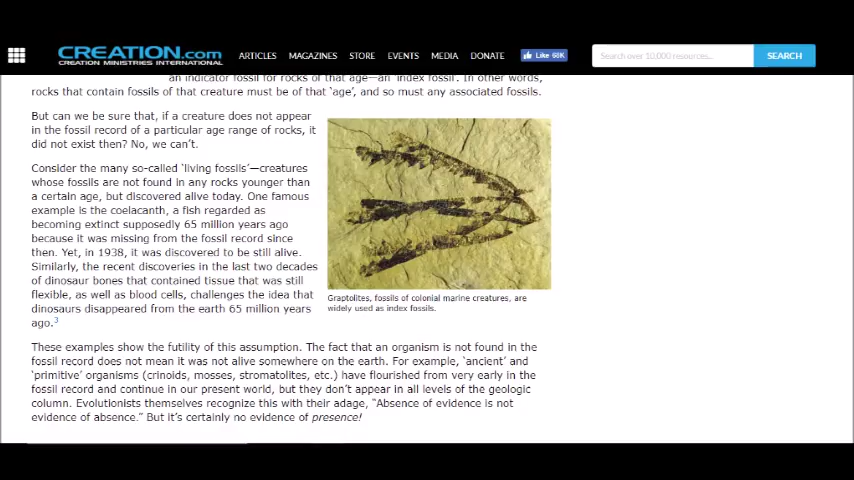 CREATION.com
CREATION MINISTRIES INTERNATIONAL
ARTICLES MAGAZINES STORE EVENTS MEDIA DONATE
Like 68K
Search over 10,000 resources...
SEARCH
an indicator fossil for rocks of that age—an ‘index fossil’. In other words,
rocks that contain fossils of that creature must be of that ‘age’, and so must any associated fossils.
But can we be sure that, if a creature does not appear
in the fossil record of a particular age range of rocks, it
did not exist then? No, we can’t.
Consider the many so-called ‘living fossils’—creatures
whose fossils are not found in any rocks younger than
a certain age, but discovered alive today. One famous
example is the coelacanth, a fish regarded as
becoming extinct supposedly 65 million years ago
because it was missing from the fossil record since
then. Yet, in 1938, it was discovered to be still alive.
Similarly, the recent discoveries in the last two decades
of dinosaur bones that contained tissue that was still
flexible, as well as blood cells, challenges the idea that
dinosaurs disappeared from the earth 65 million years
ago.3
Graptolites, fossils of colonial marine creatures, are
widely used as index fossils.
These examples show the futility of this assumption. The fact that an organism is not found in the
fossil record does not mean it was not alive somewhere on the earth. For example, ‘ancient’ and
‘primitive’ organisms (crinoids, mosses, stromatolites, etc.) have flourished from very early in the
fossil record and continue in our present world, but they don’t appear in all levels of the geologic
column. Evolutionists themselves recognize this with their adage, “Absence of evidence is not
evidence of absence.” But it’s certainly no evidence of presence!